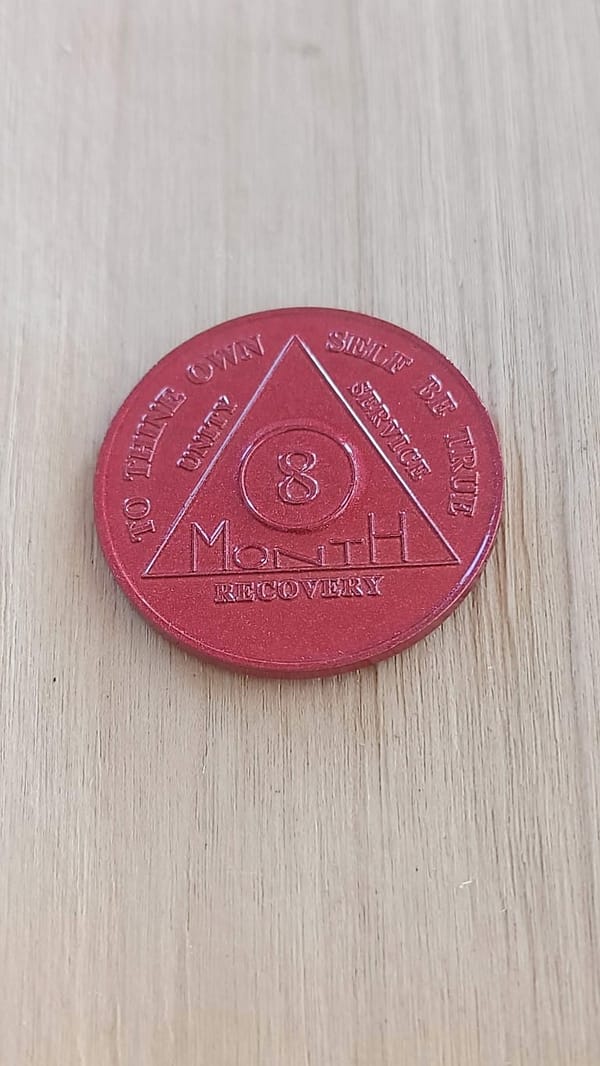 TO THINE OWN SELF BE TRUE
UNITY
SERVICE
8
MONTH
RECOVERY